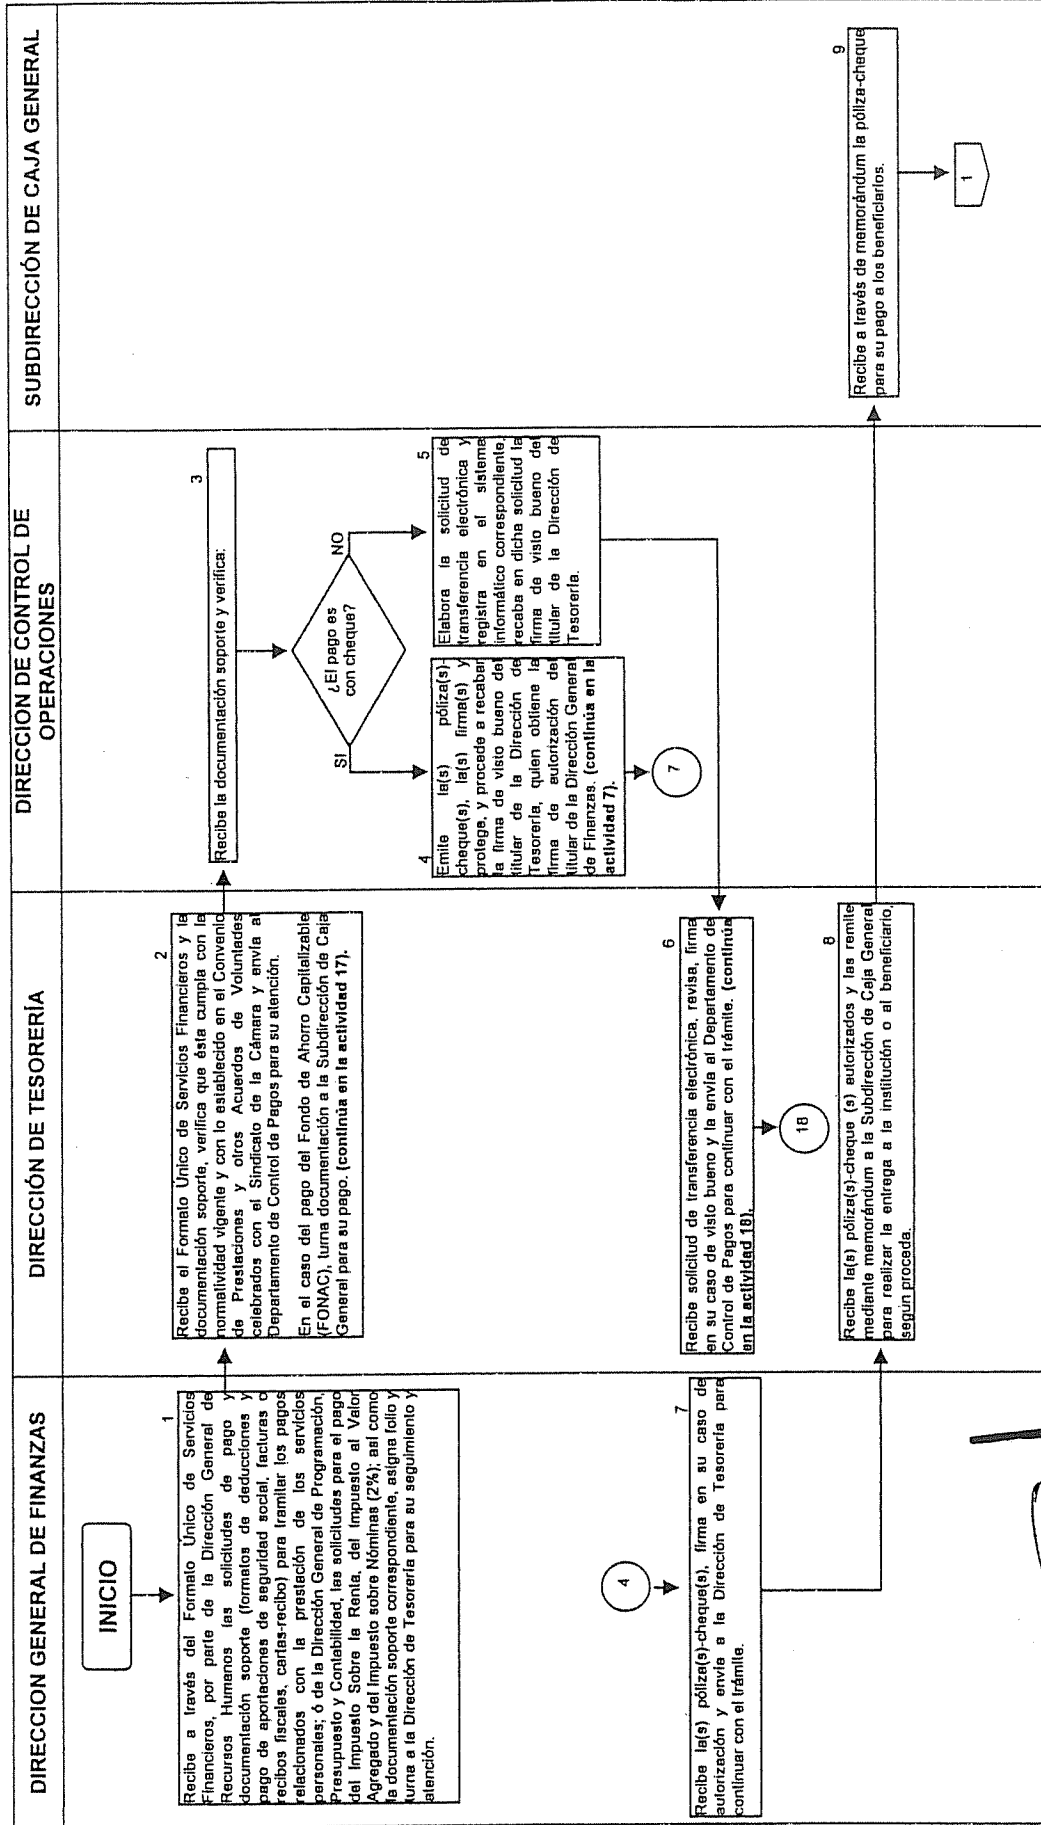 DIRECCION GENERAL DE FINANZAS
DIRECCIÓN DE TESORERÍA
DIRECCION DE CONTROL DE
OPERACIONES
SUBDIRECCIÓN DE CAJA GENERAL
INICIO
1
Recibe a través del Formato Único de Servicios
Financieros, por parte de la Dirección General de
Recursos Humanos las solicitudes de pago y
documentación soporte (formatos de deducciones y
pago de aportaciones de seguridad social, facturas o
recibos fiscales, cartas-recibo) para tramitar los pagos
relacionados con la prestación de los servicios
personales; ó de la Dirección General de Programación,
Presupuesto y Contabilidad, las solicitudes para el pago
del Impuesto Sobre la Renta, del Impuesto al Valor
Agregado y del Impuesto sobre Nóminas (2%); así como
la documentación soporte correspondiente, asigna folio y
turna a la Dirección de Tesorería para su seguimiento y
atención.
2
Recibe el Formato Unico de Servicios Financieros y la
documentación soporte, verifica que ésta cumpla con la
normatividad vigente y con lo establecido en el Convenio
de Prestaciones y otros Acuerdos de Voluntades
celebrados con el Sindicato de la Cámara y envía al
Departamento de Control de Pagos para su atención.
En el caso del pago del Fondo de Ahorro Capitalizable
(FONAC), turna documentación a la Subdirección de Caja
General para su pago. (continúa en la actividad 17).
3
Recibe la documentación soporte y verifica:
¿El pago es
con cheque?
SI
NO
4
Emite la(s) póliza(s)-
cheque(s), la(s) firma(s) y
protege, y procede a recabar
la firma de visto bueno del
titular de la Dirección de
Tesorería, quien obtiene la
firma de autorización del
titular de la Dirección General
de Finanzas. (continúa en la
actividad 7).
7
5
Elabora la solicitud de
transferencia electrónica y
registra en el sistema
informático correspondiente,
recaba en dicha solicitud la
firma de visto bueno del
titular de la Dirección de
Tesorería.
6
Recibe solicitud de transferencia electrónica, revisa, firma
en su caso de visto bueno y la envía al Departamento de
Control de Pagos para continuar con el trámite. (continúa
en la actividad 18).
18
4
7
Recibe la(s) póliza(s)-cheque(s), firma en su caso de
autorización y envía a la Dirección de Tesorería para
continuar con el trámite.
8
Recibe la(s) póliza(s)-cheque (s) autorizados y las remite
mediante memorándum a la Subdirección de Caja General
para realizar la entrega a la institución o al beneficiario,
según proceda.
9
Recibe a través de memorándum la póliza-cheque
para su pago a los beneficiarios.
1